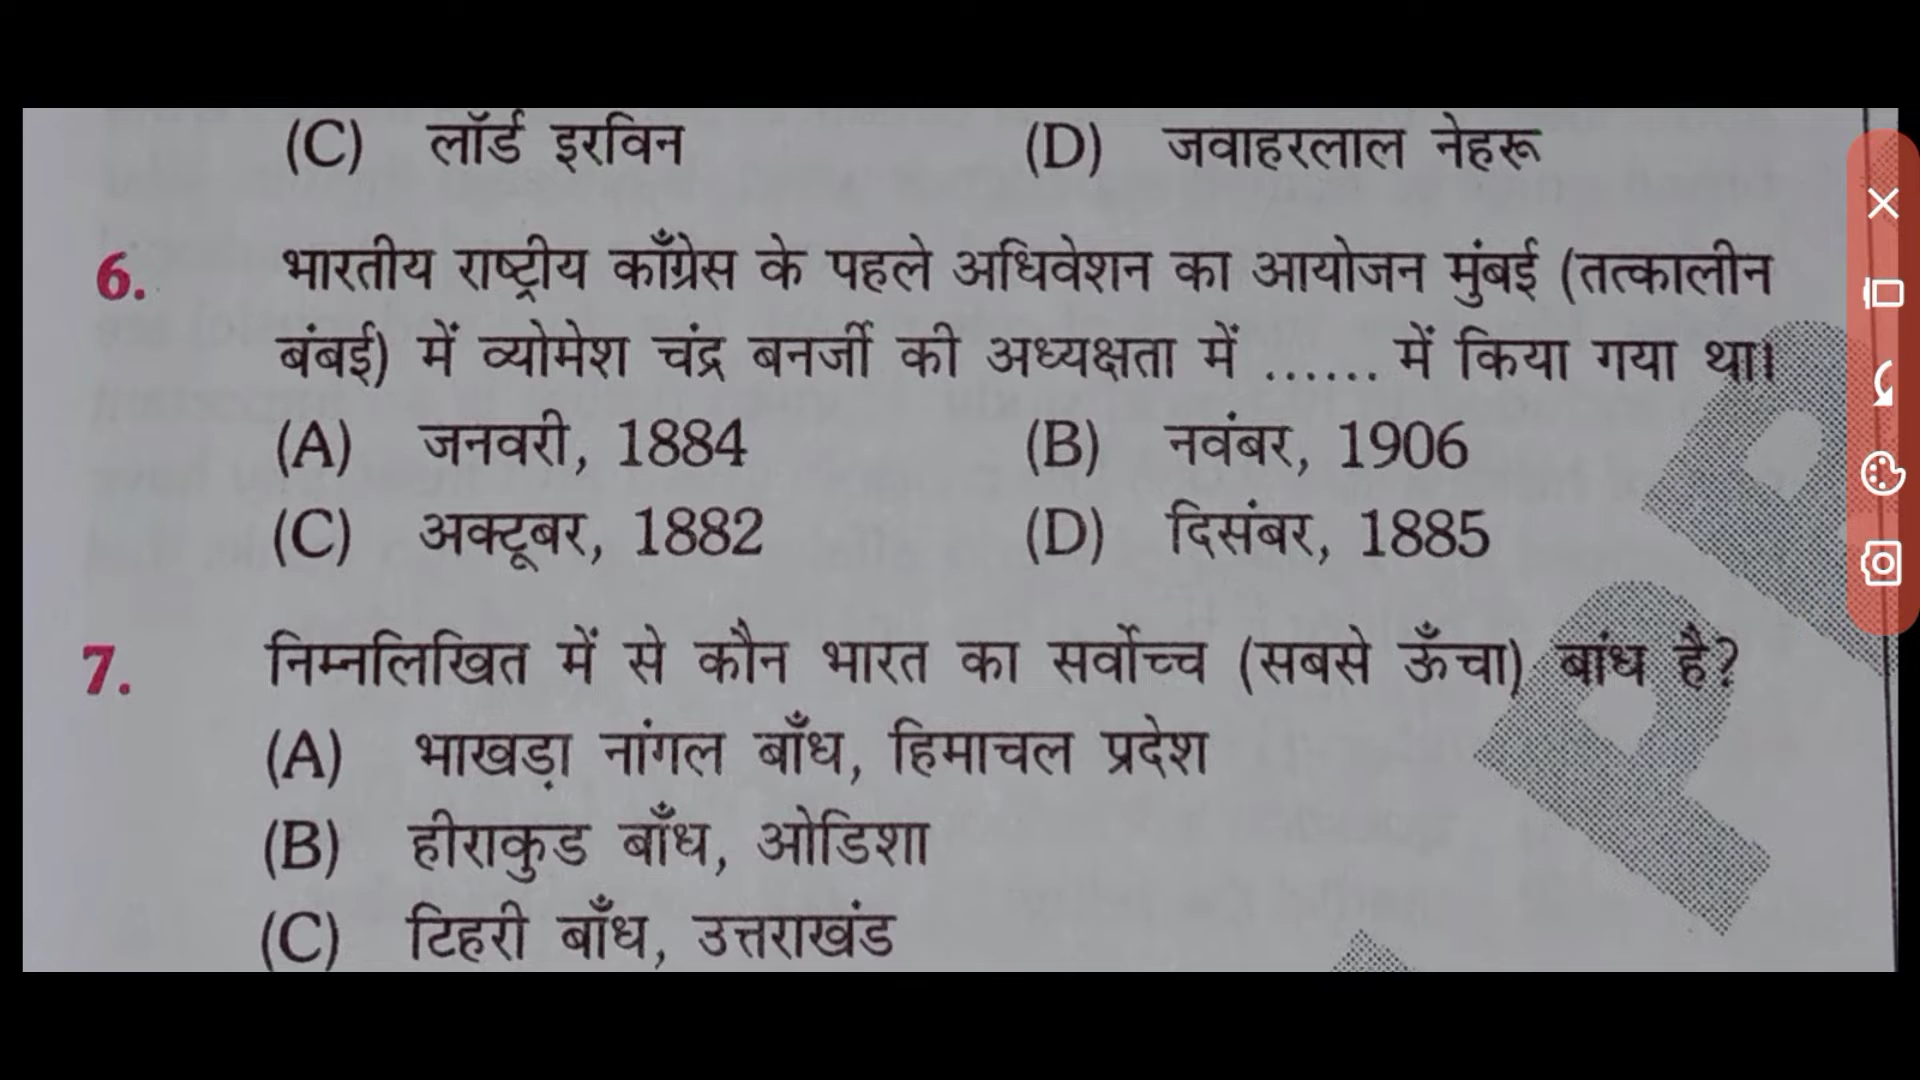 (C) लॉर्ड इरविन (D) जवाहरलाल नेहरू
6. भारतीय राष्ट्रीय काँग्रेस के पहले अधिवेशन का आयोजन मुंबई (तत्कालीन
बंबई) में व्योमेश चंद्र बनर्जी की अध्यक्षता में ...... में किया गया था।
(A) जनवरी, 1884 (B) नवंबर, 1906
(C) अक्टूबर, 1882 (D) दिसंबर, 1885
7. निम्नलिखित में से कौन भारत का सर्वोच्च (सबसे ऊँचा) बांध है?
(A) भाखड़ा नांगल बाँध, हिमाचल प्रदेश
(B) हीराकुड बाँध, ओडिशा
(C) टिहरी बाँध, उत्तराखंड